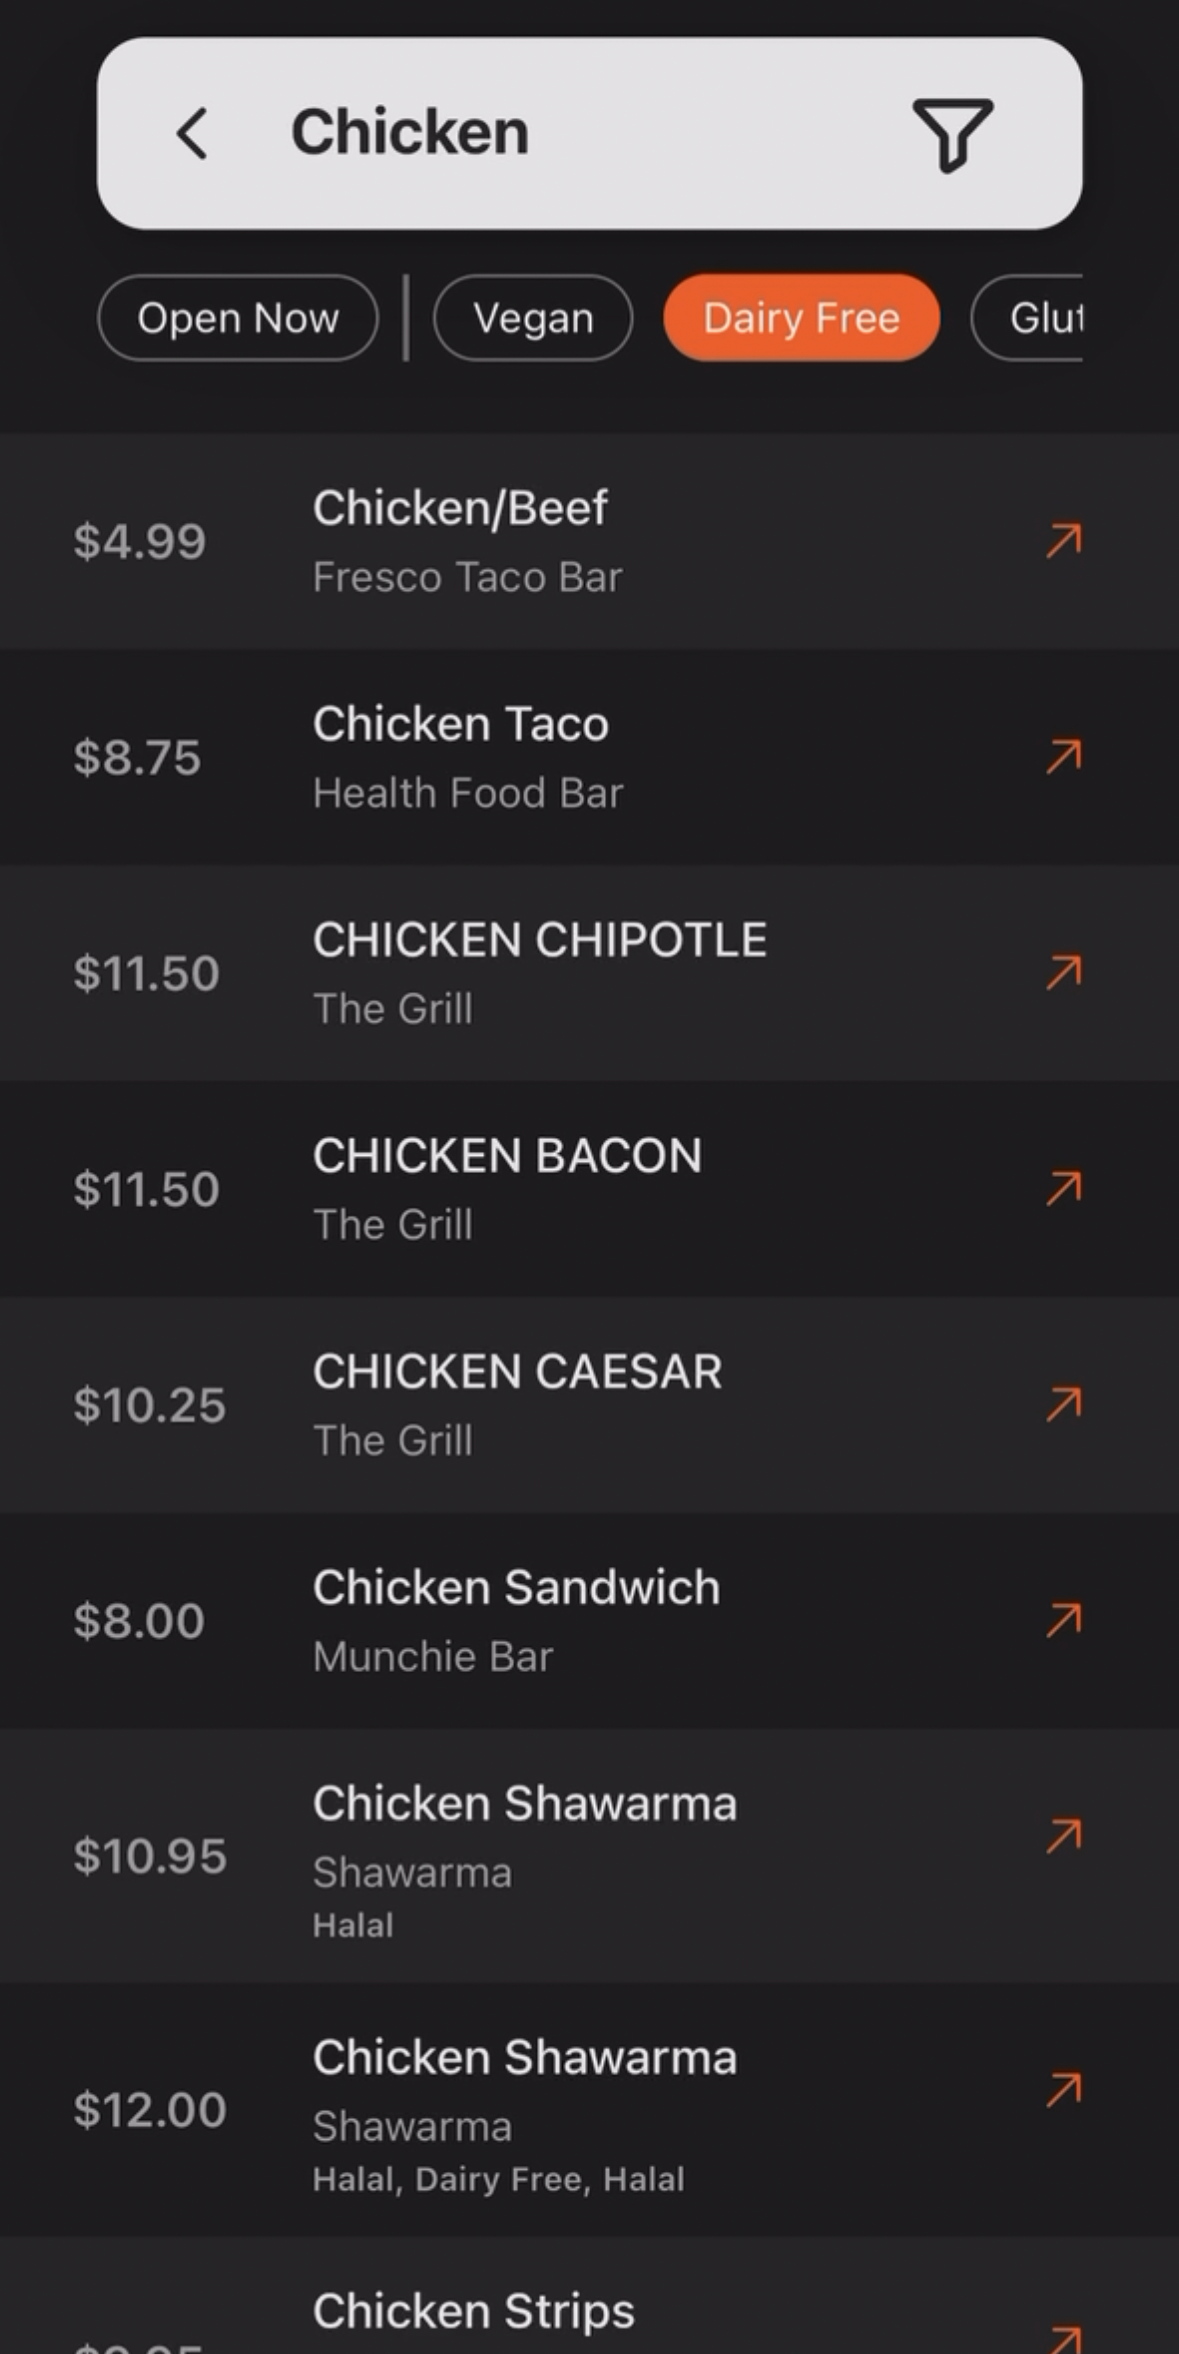 Chicken
Open Now
Vegan
Dairy Free
Glut
$4.99
Chicken/Beef
Fresco Taco Bar
$8.75
Chicken Taco
Health Food Bar
$11.50
CHICKEN CHIPOTLE
The Grill
$11.50
CHICKEN BACON
The Grill
$10.25
CHICKEN CAESAR
The Grill
$8.00
Chicken Sandwich
Munchie Bar
$10.95
Chicken Shawarma
Shawarma
Halal
$12.00
Chicken Shawarma
Shawarma
Halal, Dairy Free, Halal
Chicken Strips